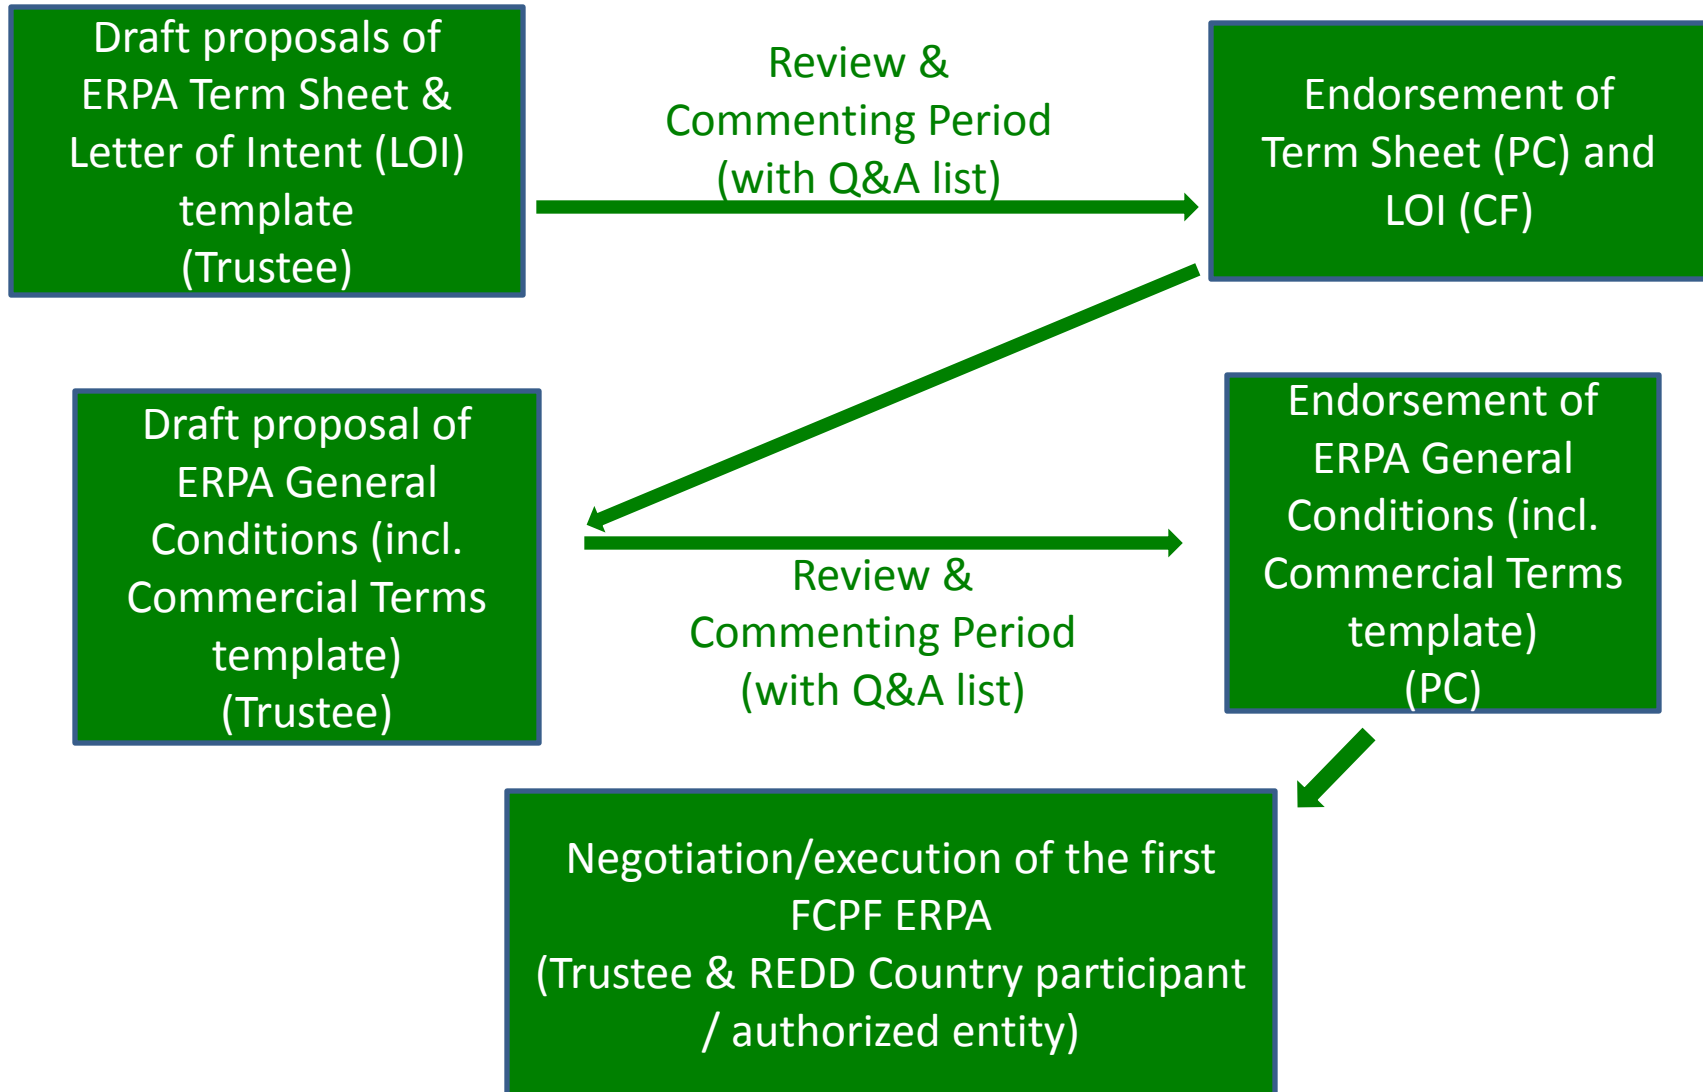 Draft proposals of
ERPA Term Sheet &
Letter of Intent (LOI)
template
(Trustee)
Review &
Commenting Period
(with Q&A list)
Endorsement of
Term Sheet (PC) and
LOI (CF)
Draft proposal of
ERPA General
Conditions (incl.
Commercial Terms
template)
(Trustee)
Review &
Commenting Period
(with Q&A list)
Endorsement of
ERPA General
Conditions (incl.
Commercial Terms
template)
(PC)
Negotiation/execution of the first
FCPF ERPA
(Trustee & REDD Country participant
/ authorized entity)